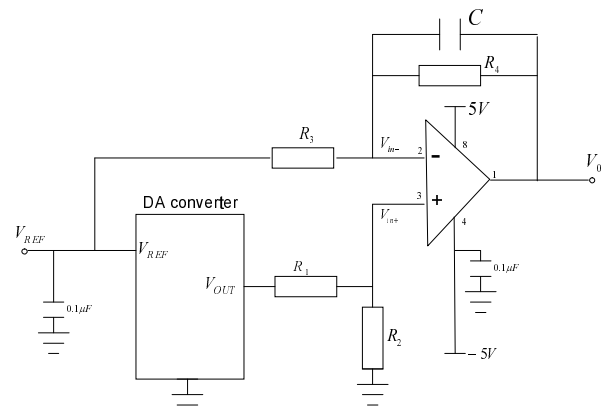 C
R4
5V
R3
Vin−
2
8
−
1
V0
3
+
Vin+
4
DA converter
VREF
VREF
R1
0.1μF
VOUT
0.1μF
R2
−5V